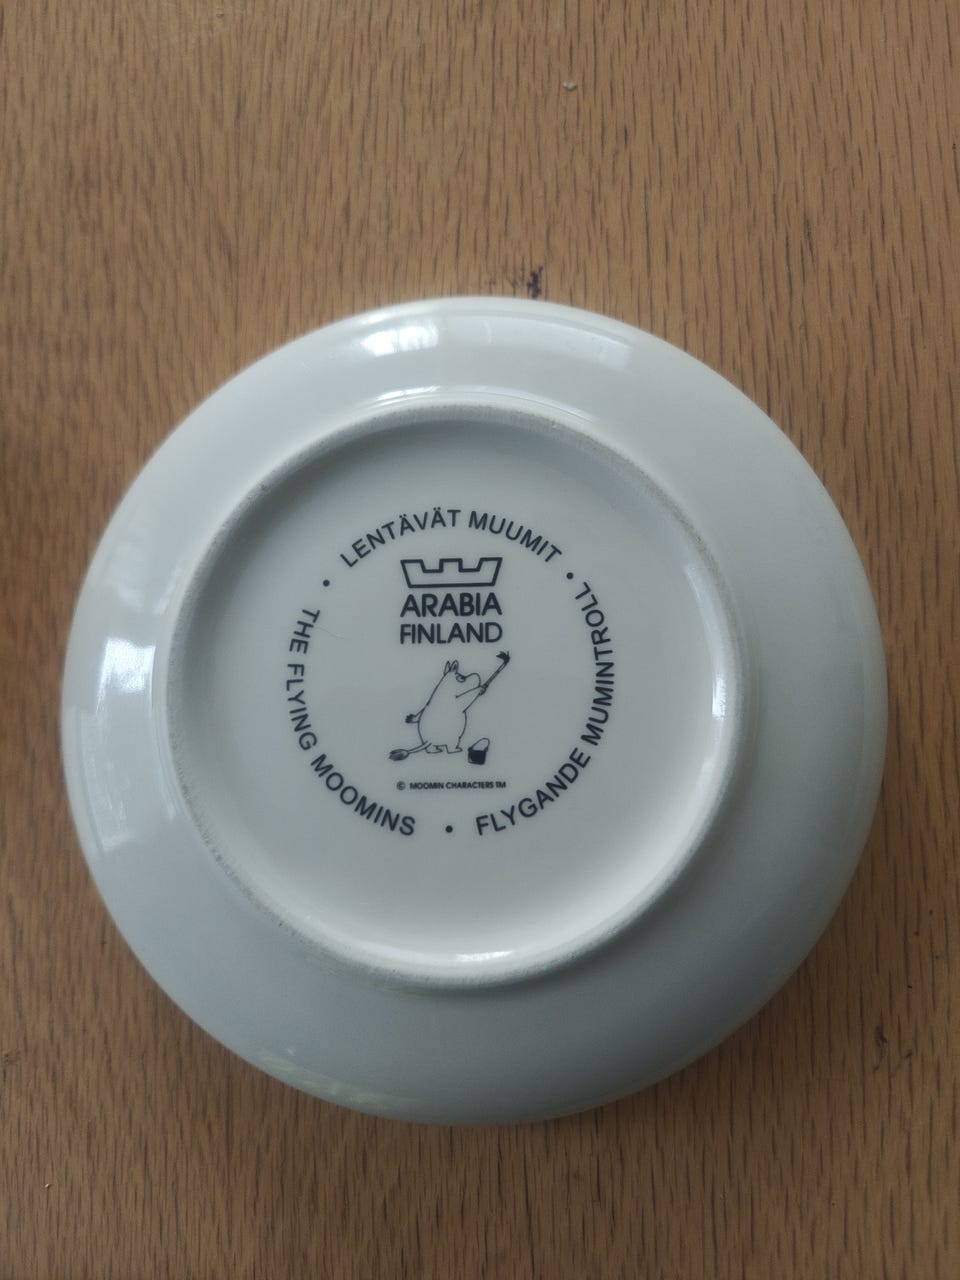 LENTÄVÄT MUUMIT •
FLYGANDE MUMINTROLL •
THE FLYING MOOMINS •
ARABIA
FINLAND
© MOOMIN CHARACTERS TM